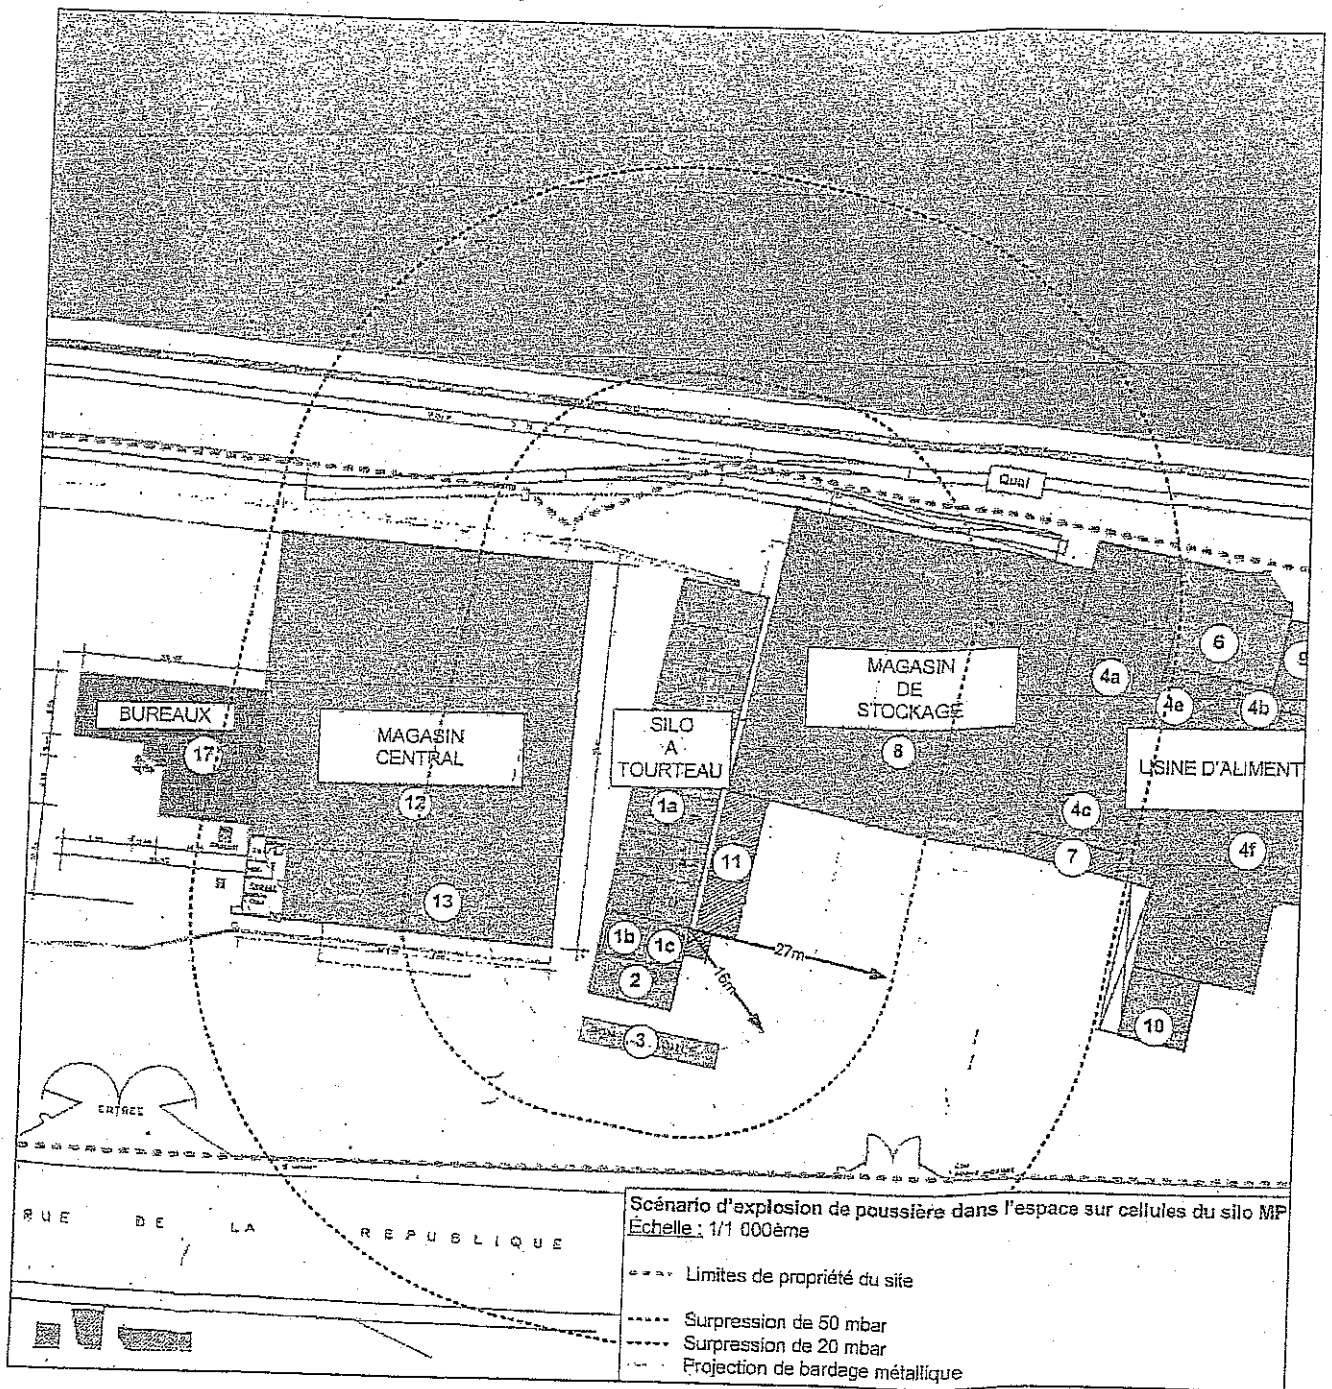 Quai
6
9
MAGASIN
DE
STOCKAGE
4a
4e
4b
BUREAUX
17
MAGASIN
CENTRAL
12
SILO
A
TOURTEAU
1a
8
USINE D'ALIMENT
4c
7
4f
11
13
1b
1c
2
27m
16m
3
10
ENTREE
RUE DE LA REPUBLIQUE
Scénario d'explosion de poussière dans l'espace sur cellules du silo MP
Échelle : 1/1 000ème
Limites de propriété du site
Surpression de 50 mbar
Surpression de 20 mbar
Projection de bardage métallique